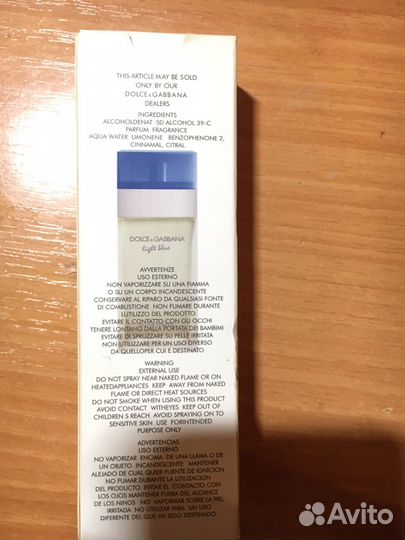 THIS ARTICLE MAY BE SOLD
ONLY BY OUR
DOLCE & GABBANA
DEALERS
INGREDIENTS
ALCOHOLDENAT SD ALCOHOL 39-C
PARFUM FRAGRANCE
AQUA WATER LIMONENE BENZOPHENONE 2,
CINNAMAL, CITRAL
DOLCE & GABBANA
light blue
AVVERTENZE
USO ESTERNO
NON VAPORIZZARE SU UNA FIAMMA
O SU UN CORPO INCANDESCENTE
CONSERVARE AL RIPARO DA QUALSIASI FONTE
DI COMBUSTIONE NON FUMARE DURANTE
LUTILIZZO DEL PRODOTTO
EVITARE IL CONTATTO CON GLI OCCHI
TENERE LONTANO DALLA PORTATA DEI BAMBIMI
EVITARE DI SPRUZZARE SU PELLE IRRITATA
NON UTILIZZARE PER UN USO DIVERSO
DA QUELLOPER CUI E DESTINATO
WARNING
EXTERNAL USE
DO NOT SPRAY NEAR NAKED FLAME OR ON
HEATEDAPPLIANCES KEEP AWAY FROM NAKED
FLAME OR DIRECT HEAT SOURCES
DO NOT SMOKE WHEN USING THIS PRODUCT
AVOID CONTACT WITHEYES KEEP OUT OF
CHILDREN S REACH AVOID SPRAYING ON TO
SENSITIVE SKIN USE FORINTENDED
PURPOSE ONLY
ADVERTENCIAS
USO EXTERNO
NO VAPORIZAR ENCIMA DE UNA LLAMA O DE
UN OBJETO INCANDESCENTE MANTENER
ALEJADO DE CUAL QUIER FUENTE DE IGNICION
NO FUMAR DURANTE LA UTILIZACION
DEL PRODUCTO EVITAR EL CONTACTO CON
LOS OJOS MANTENER FUERA DEL ALCANCE
DE LOS NINOS NO VAPORIZAR SOBRE LA PIEL
IRRITADA NO UTILIZAR PARA UN USO
DIFERENTE DEL QUE HA SIDO DESTINADO
Avito